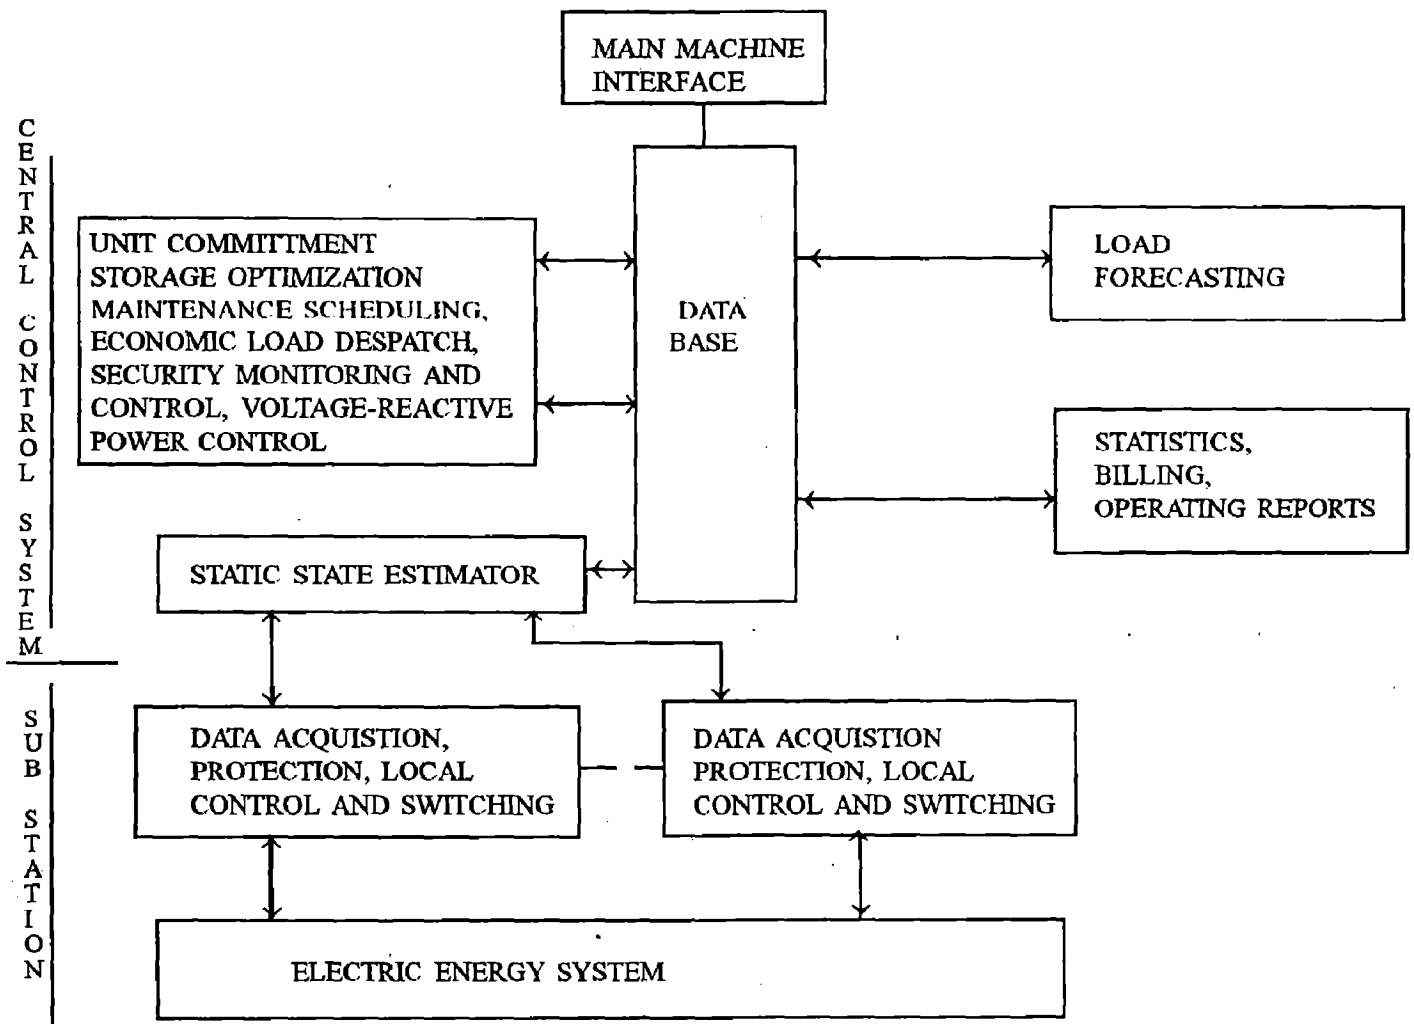 MAIN MACHINE
INTERFACE
CENTRAL CONTROL SYSTEM
UNIT COMMITTMENT
STORAGE OPTIMIZATION
MAINTENANCE SCHEDULING,
ECONOMIC LOAD DESPATCH,
SECURITY MONITORING AND
CONTROL, VOLTAGE-REACTIVE
POWER CONTROL
DATA
BASE
LOAD
FORECASTING
STATISTICS,
BILLING,
OPERATING REPORTS
STATIC STATE ESTIMATOR
SUB STATION
DATA ACQUISTION,
PROTECTION, LOCAL
CONTROL AND SWITCHING
DATA ACQUISTION
PROTECTION, LOCAL
CONTROL AND SWITCHING
ELECTRIC ENERGY SYSTEM